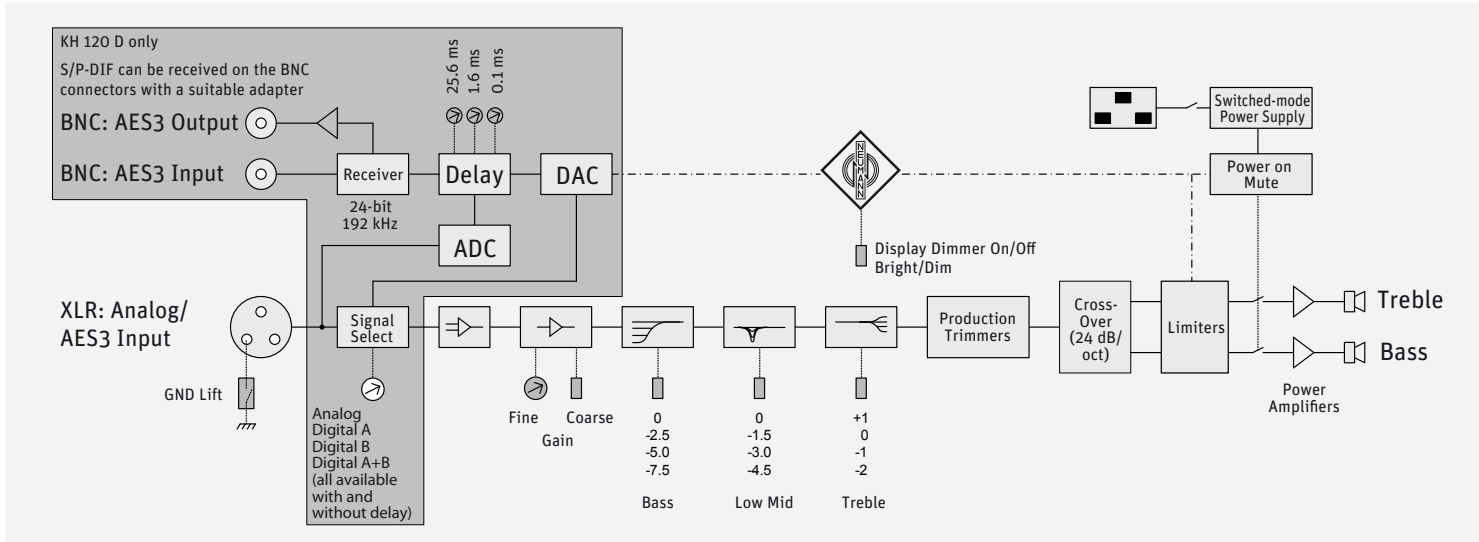 KH 120 D only
S/P-DIF can be received on the BNC
connectors with a suitable adapter
BNC: AES3 Output
BNC: AES3 Input
25.6 ms
1.6 ms
0.1 ms
Receiver
24-bit
192 kHz
Delay
DAC
ADC
NEUMANN
Display Dimmer On/Off
Bright/Dim
Switched-mode
Power Supply
Power on
Mute
XLR: Analog/
AES3 Input
GND Lift
Signal
Select
Analog
Digital A
Digital B
Digital A+B
(all available
with and
without delay)
Fine
Coarse
Gain
0
-2.5
-5.0
-7.5
Bass
0
-1.5
-3.0
-4.5
Low Mid
+1
0
-1
-2
Treble
Production
Trimmers
Cross-
Over
(24 dB/
oct)
Limiters
Treble
Bass
Power
Amplifiers